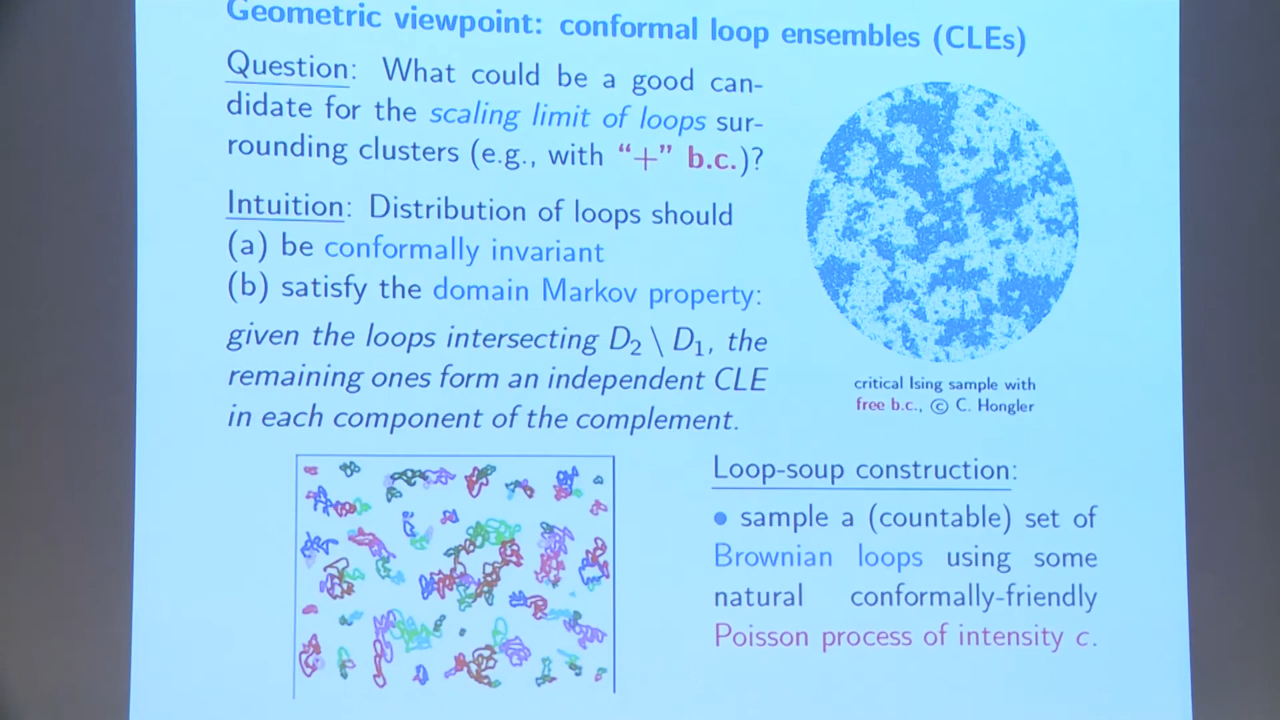 Geometric viewpoint: conformal loop ensembles (CLEs)
Question: What could be a good can-
didate for the scaling limit of loops sur-
rounding clusters (e.g., with “+” b.c.)?
Intuition: Distribution of loops should
(a) be conformally invariant
(b) satisfy the domain Markov property:
given the loops intersecting D₂ \ D₁, the
remaining ones form an independent CLE
in each component of the complement.
critical Ising sample with
free b.c., © C. Hongler
Loop-soup construction:
• sample a (countable) set of
Brownian loops using some
natural conformally-friendly
Poisson process of intensity c.